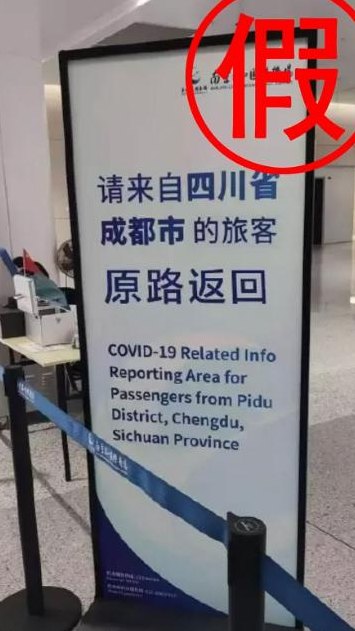 假
请来自四川省
成都市的旅客
原路返回
COVID-19 Related Info
Reporting Area for
Passengers from Pidu
District, Chengdu,
Sichuan Province